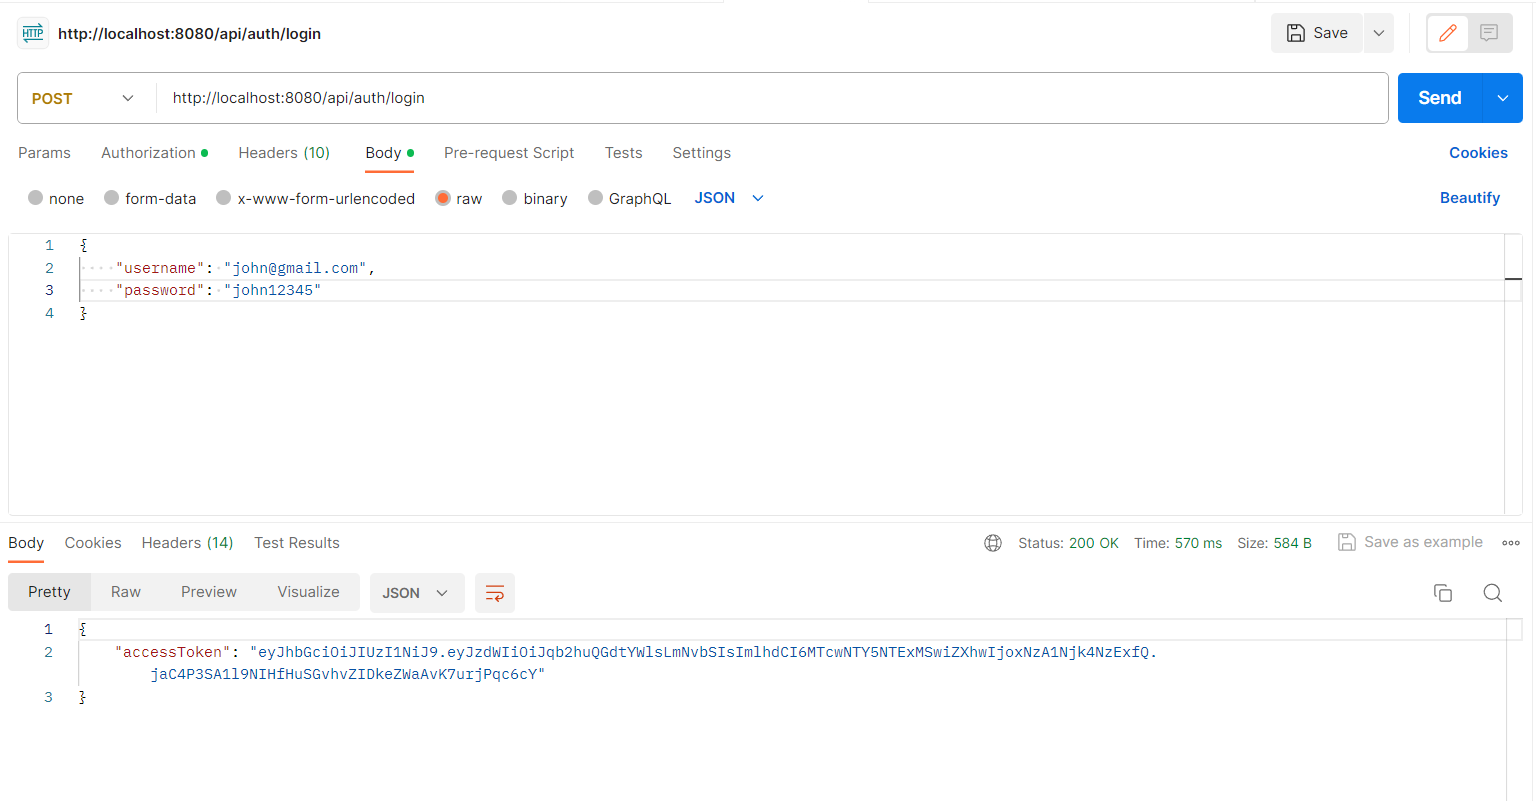 HTTP http://localhost:8080/api/auth/login Save
POST http://localhost:8080/api/auth/login Send
Params Authorization Headers (10) Body Pre-request Script Tests Settings Cookies
none form-data x-www-form-urlencoded raw binary GraphQL JSON Beautify
1 {
2 "username": "john@gmail.com",
3 "password": "john12345"
4 }
Body Cookies Headers (14) Test Results Status: 200 OK Time: 570 ms Size: 584 B Save as example
Pretty Raw Preview Visualize JSON
1 {
2 "accessToken": "eyJhbGciOiJIUzI1NiJ9.eyJzdWIiOiJqb2huQGdtYWlsLmNvbSIsImlhdCI6MTcwNTY5NTExMSwiZXhwIjoxNzA1Njk4NzExfQ.
jaC4P3SA1l9NIHfHuSGvhvZIDkeZWaAvK7urjPqc6cY"
3 }